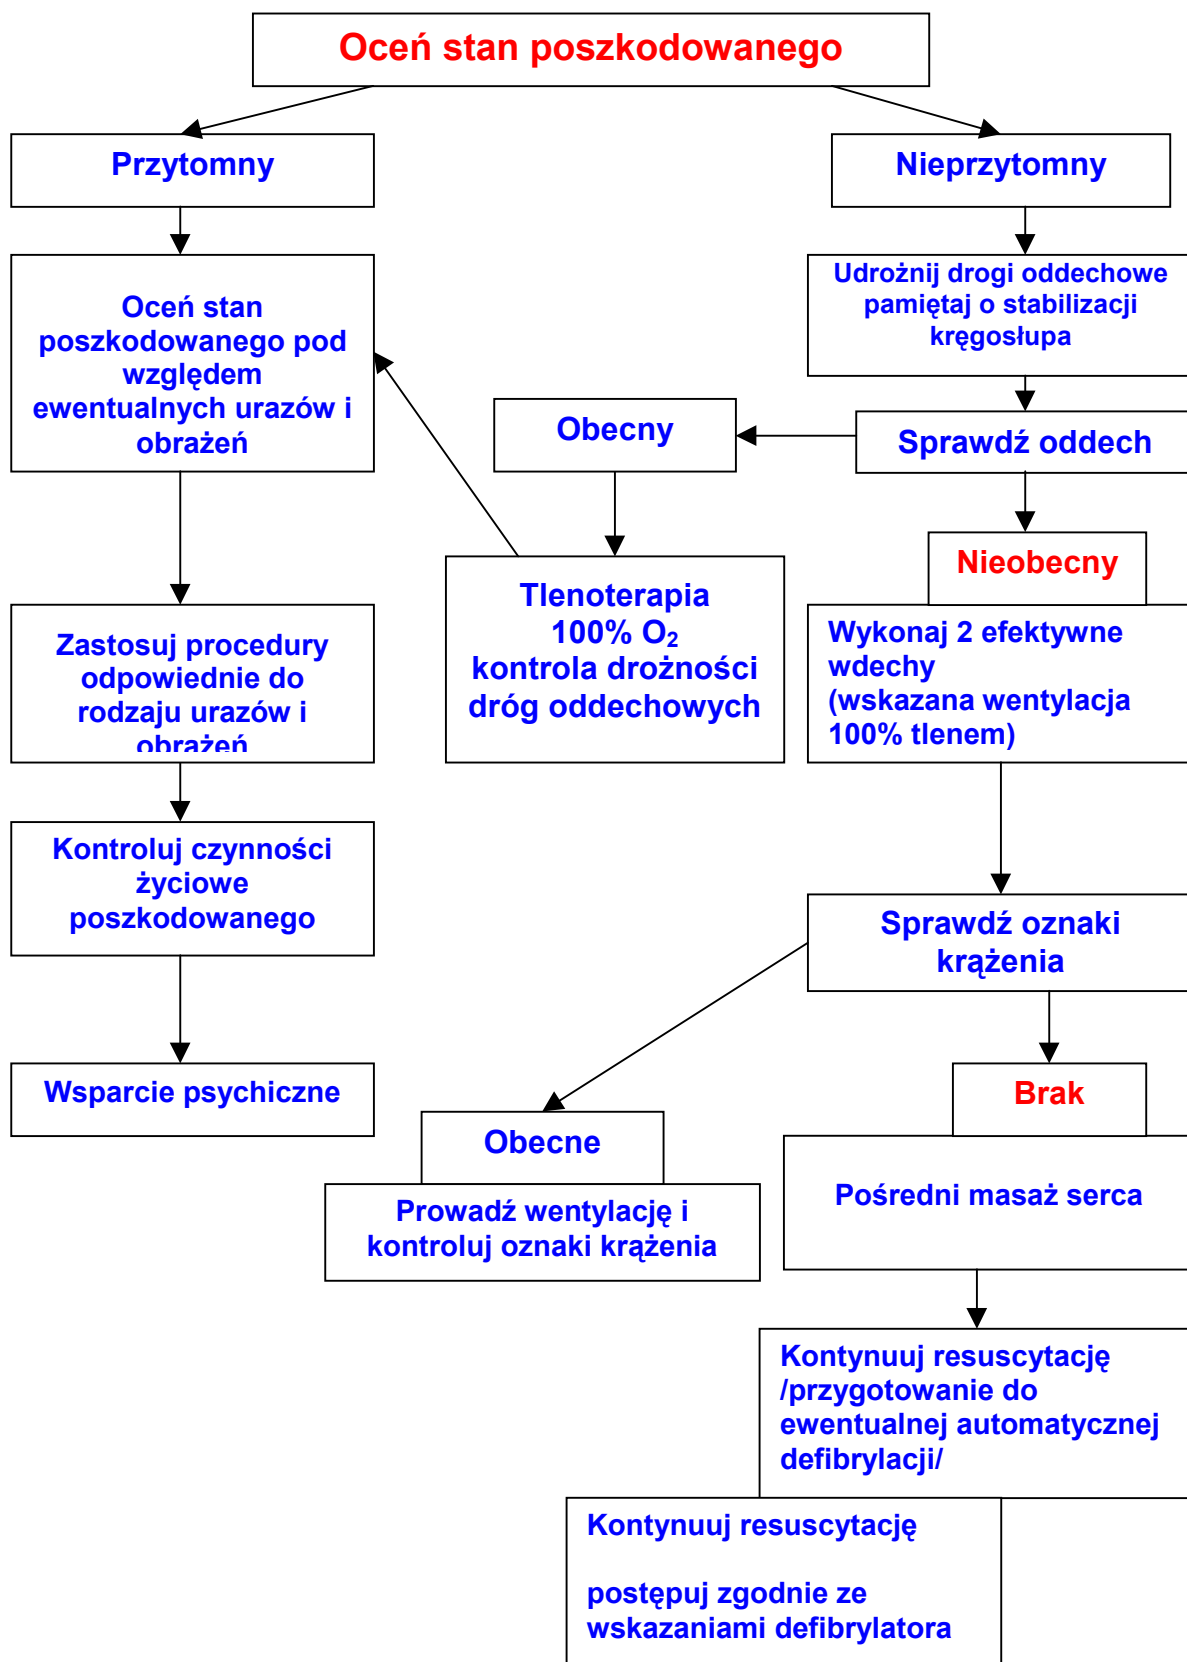 Oceń stan poszkodowanego
Przytomny
Nieprzytomny
Oceń stan
poszkodowanego pod
względem
ewentualnych urazów i
obrażeń
Udrożnij drogi oddechowe
pamiętaj o stabilizacji
kręgosłupa
Obecny
Sprawdź oddech
Nieobecny
Tlenoterapia
100% O₂
kontrola drożności
dróg oddechowych
Wykonaj 2 efektywne
wdechy
(wskazana wentylacja
100% tlenem)
Zastosuj procedury
odpowiednie do
rodzaju urazów i
obrażeń
Kontroluj czynności
życiowe
poszkodowanego
Sprawdź oznaki
krążenia
Wsparcie psychiczne
Brak
Obecne
Prowadź wentylację i
kontroluj oznaki krążenia
Pośredni masaż serca
Kontynuuj resuscytację
/przygotowanie do
ewentualnej automatycznej
defibrylacji/
Kontynuuj resuscytację
postępuj zgodnie ze
wskazaniami defibrylatora